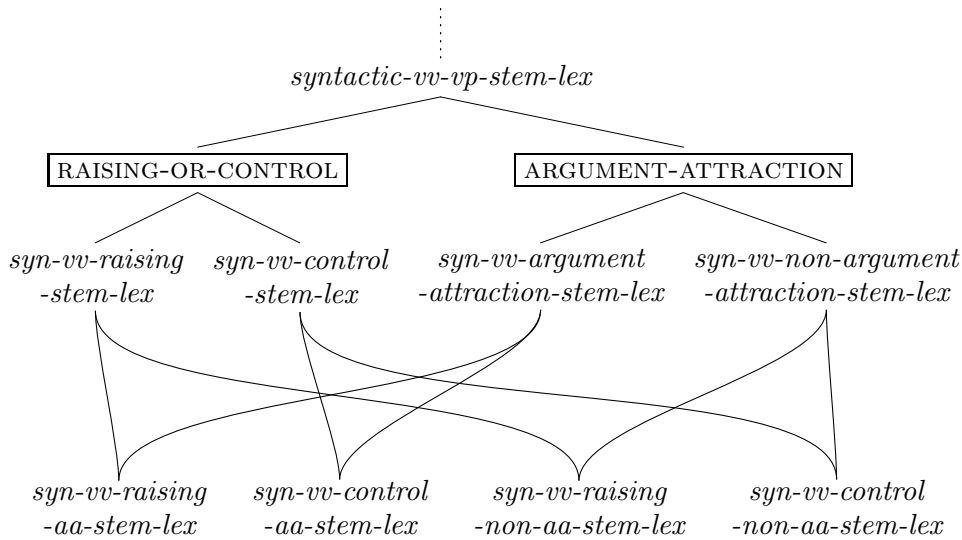 syntactic-vv-vp-stem-lex
RAISING-OR-CONTROL ARGUMENT-ATTRACTION
syn-vv-raising syn-vv-control syn-vv-argument syn-vv-non-argument
-stem-lex -stem-lex -attraction-stem-lex -attraction-stem-lex
syn-vv-raising syn-vv-control syn-vv-raising syn-vv-control
-aa-stem-lex -aa-stem-lex -non-aa-stem-lex -non-aa-stem-lex